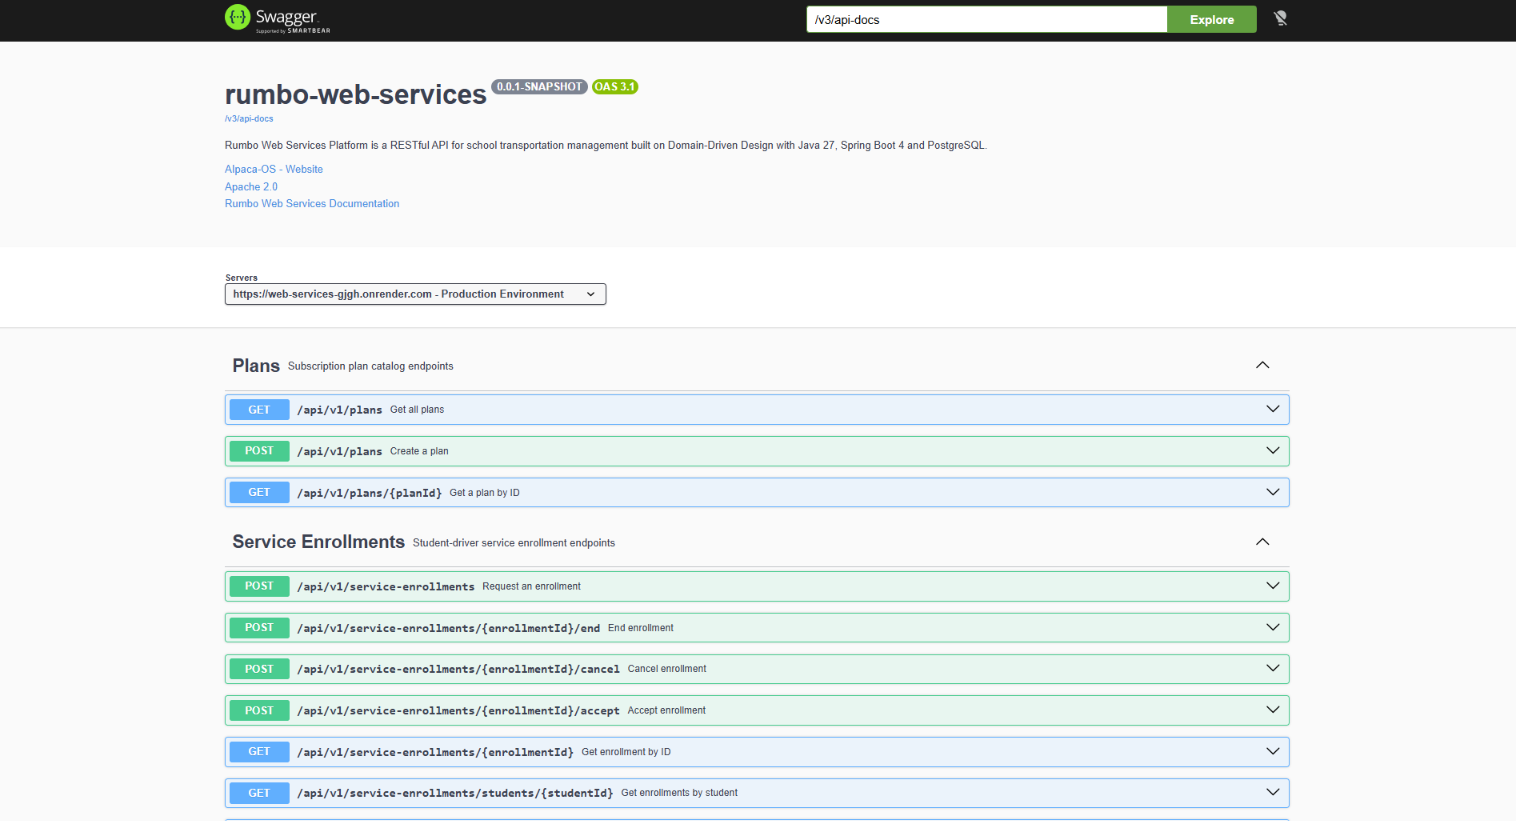 Swagger
Supported by SMARTBEAR
/v3/api-docs
Explore
rumbo-web-services 0.0.1-SNAPSHOT OAS 3.1
/v3/api-docs
Rumbo Web Services Platform is a RESTful API for school transportation management built on Domain-Driven Design with Java 27, Spring Boot 4 and PostgreSQL.
Alpaca-OS - Website
Apache 2.0
Rumbo Web Services Documentation
Servers
https://web-services-gjgh.onrender.com - Production Environment
Plans Subscription plan catalog endpoints
GET /api/v1/plans Get all plans
POST /api/v1/plans Create a plan
GET /api/v1/plans/{planId} Get a plan by ID
Service Enrollments Student-driver service enrollment endpoints
POST /api/v1/service-enrollments Request an enrollment
POST /api/v1/service-enrollments/{enrollmentId}/end End enrollment
POST /api/v1/service-enrollments/{enrollmentId}/cancel Cancel enrollment
POST /api/v1/service-enrollments/{enrollmentId}/accept Accept enrollment
GET /api/v1/service-enrollments/{enrollmentId} Get enrollment by ID
GET /api/v1/service-enrollments/students/{studentId} Get enrollments by student